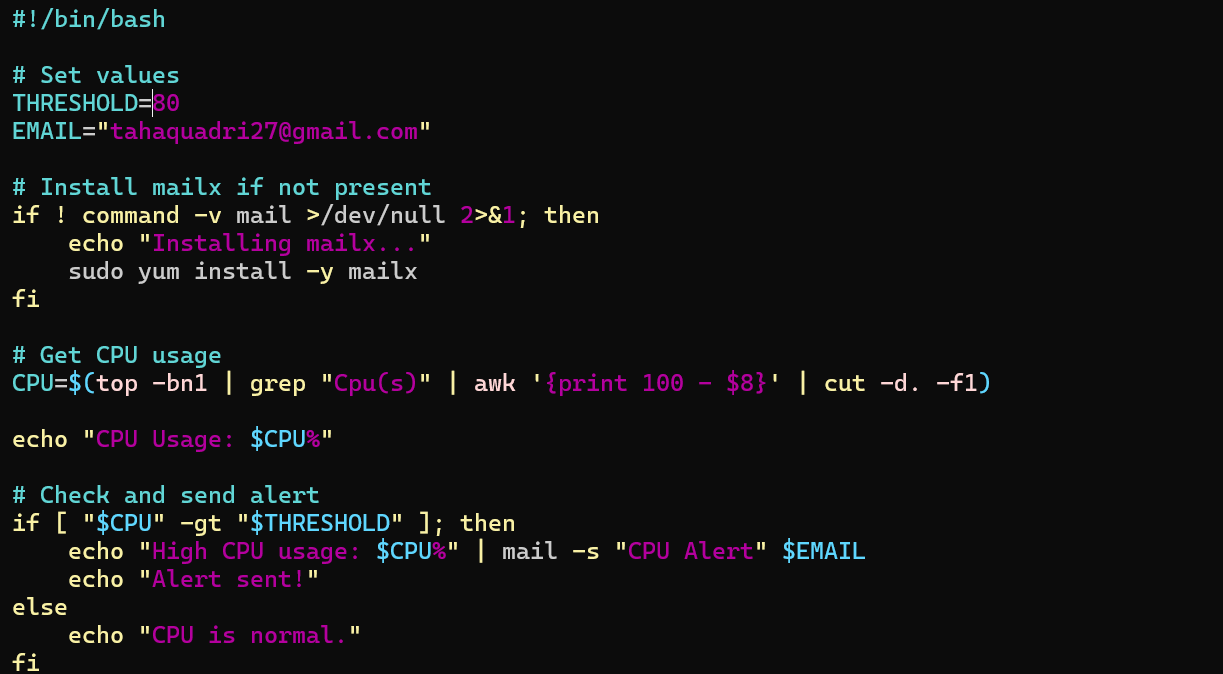 #!/bin/bash

# Set values
THRESHOLD=80
EMAIL="tahaquadri27@gmail.com"

# Install mailx if not present
if ! command -v mail >/dev/null 2>&1; then
    echo "Installing mailx..."
    sudo yum install -y mailx
fi

# Get CPU usage
CPU=$(top -bn1 | grep "Cpu(s)" | awk '{print 100 - $8}' | cut -d. -f1)

echo "CPU Usage: $CPU%"

# Check and send alert
if [ "$CPU" -gt "$THRESHOLD" ]; then
    echo "High CPU usage: $CPU%" | mail -s "CPU Alert" $EMAIL
    echo "Alert sent!"
else
    echo "CPU is normal."
fi